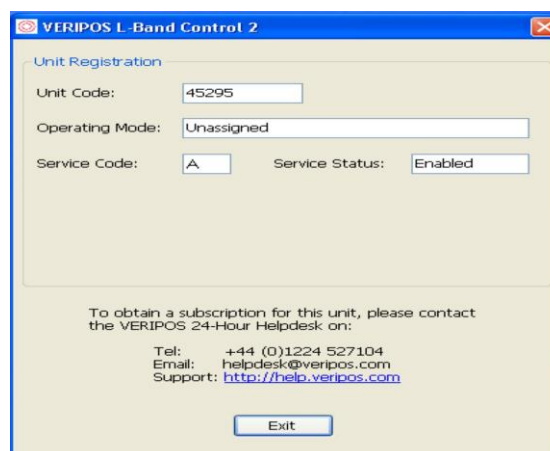 VERIPOS L-Band Control 2
Unit Registration
Unit Code: 45295
Operating Mode: Unassigned
Service Code: A Service Status: Enabled
To obtain a subscription for this unit, please contact
the VERIPOS 24-Hour Helpdesk on:
Tel: +44 (0)1224 527104
Email: helpdesk@veripos.com
Support: http://help.veripos.com
Exit